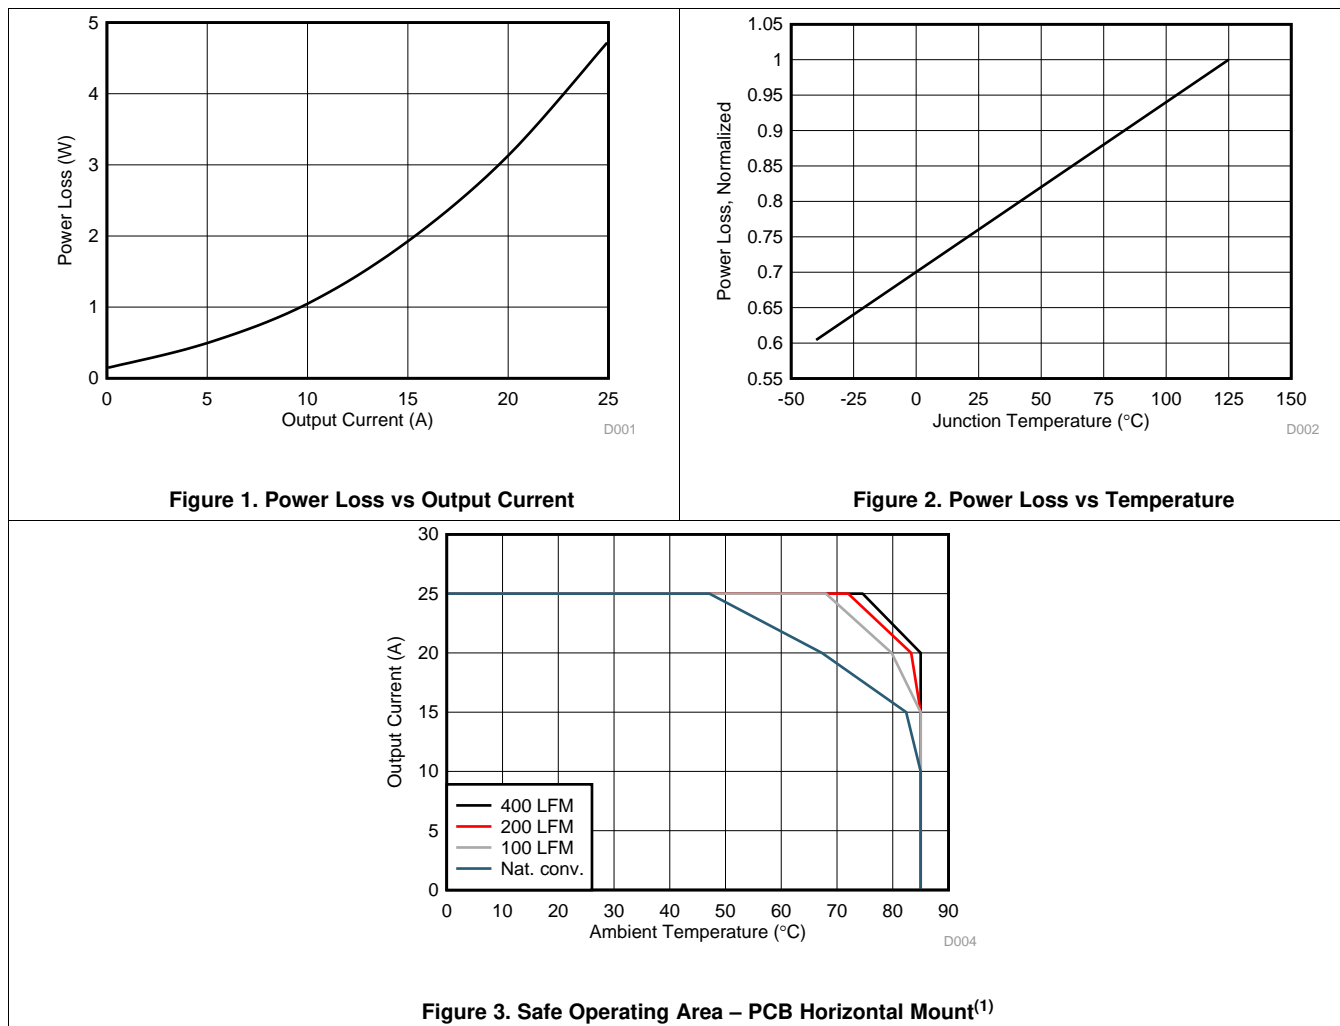 5
4
3
2
1
0
Power Loss (W)
0 5 10 15 20 25
Output Current (A)
D001
Figure 1. Power Loss vs Output Current
1.05
1
0.95
0.9
0.85
0.8
0.75
0.7
0.65
0.6
0.55
Power Loss, Normalized
-50 -25 0 25 50 75 100 125 150
Junction Temperature (°C)
D002
Figure 2. Power Loss vs Temperature
30
25
20
15
10
5
0
Output Current (A)
400 LFM
200 LFM
100 LFM
Nat. conv.
0 10 20 30 40 50 60 70 80 90
Ambient Temperature (°C)
D004
Figure 3. Safe Operating Area – PCB Horizontal Mount(1)